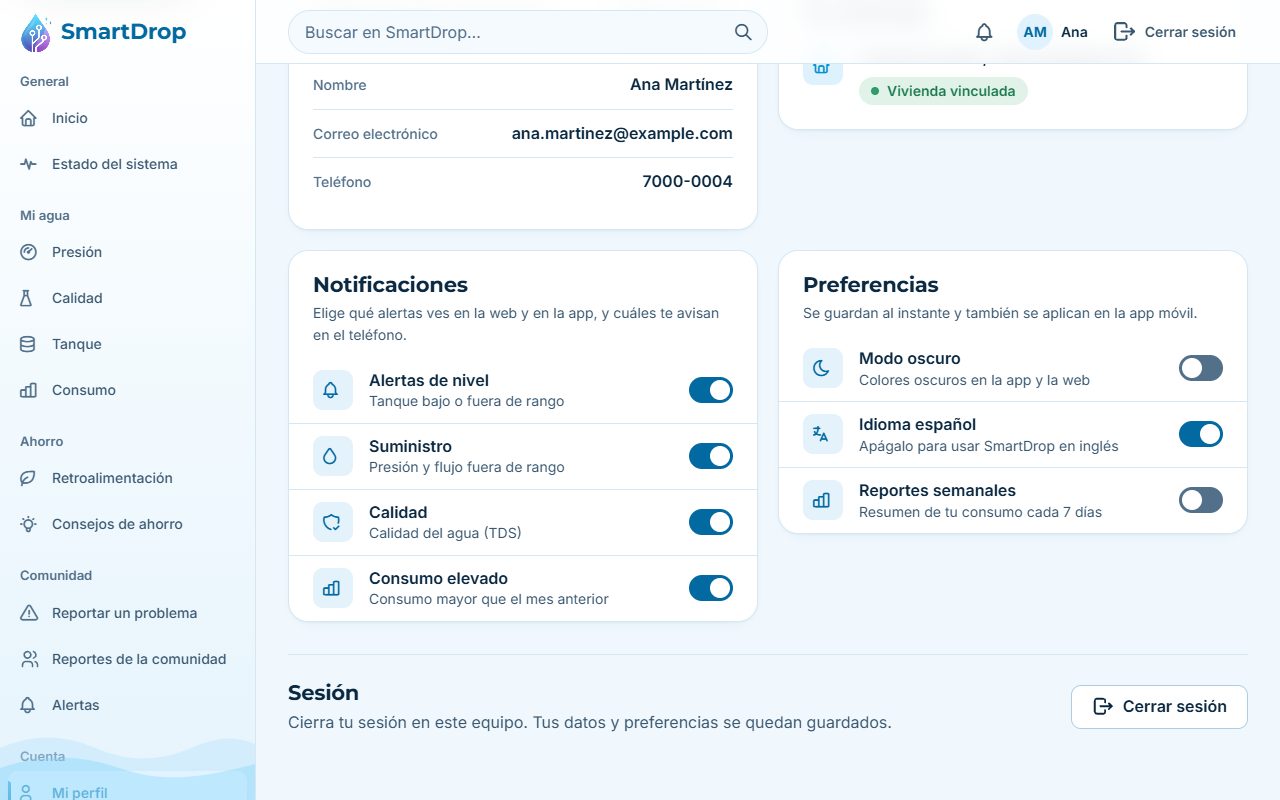 SmartDrop
Buscar en SmartDrop...
AM Ana
Cerrar sesión
General
Inicio
Estado del sistema
Mi agua
Presión
Calidad
Tanque
Consumo
Ahorro
Retroalimentación
Consejos de ahorro
Comunidad
Reportar un problema
Reportes de la comunidad
Alertas
Cuenta
Mi perfil
Nombre Ana Martínez
Correo electrónico ana.martinez@example.com
Teléfono 7000-0004
Vivienda vinculada
Notificaciones
Elige qué alertas ves en la web y en la app, y cuáles te avisan
en el teléfono.
Alertas de nivel
Tanque bajo o fuera de rango
Suministro
Presión y flujo fuera de rango
Calidad
Calidad del agua (TDS)
Consumo elevado
Consumo mayor que el mes anterior
Preferencias
Se guardan al instante y también se aplican en la app móvil.
Modo oscuro
Colores oscuros en la app y la web
Idioma español
Apágalo para usar SmartDrop en inglés
Reportes semanales
Resumen de tu consumo cada 7 días
Sesión
Cierra tu sesión en este equipo. Tus datos y preferencias se quedan guardados.
Cerrar sesión